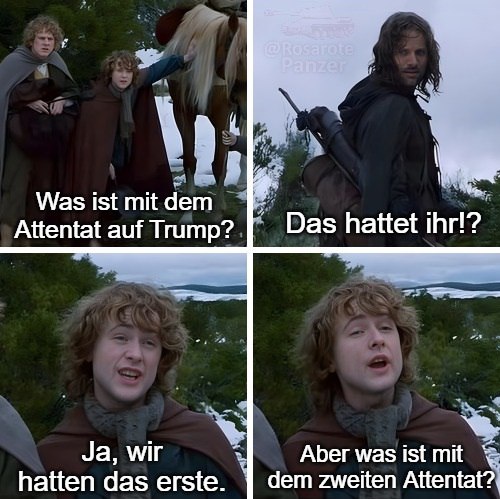 @Rosarote
Panzer
Was ist mit dem
Attentat auf Trump?
Das hattet ihr!?
Ja, wir
hatten das erste.
Aber was ist mit
dem zweiten Attentat?